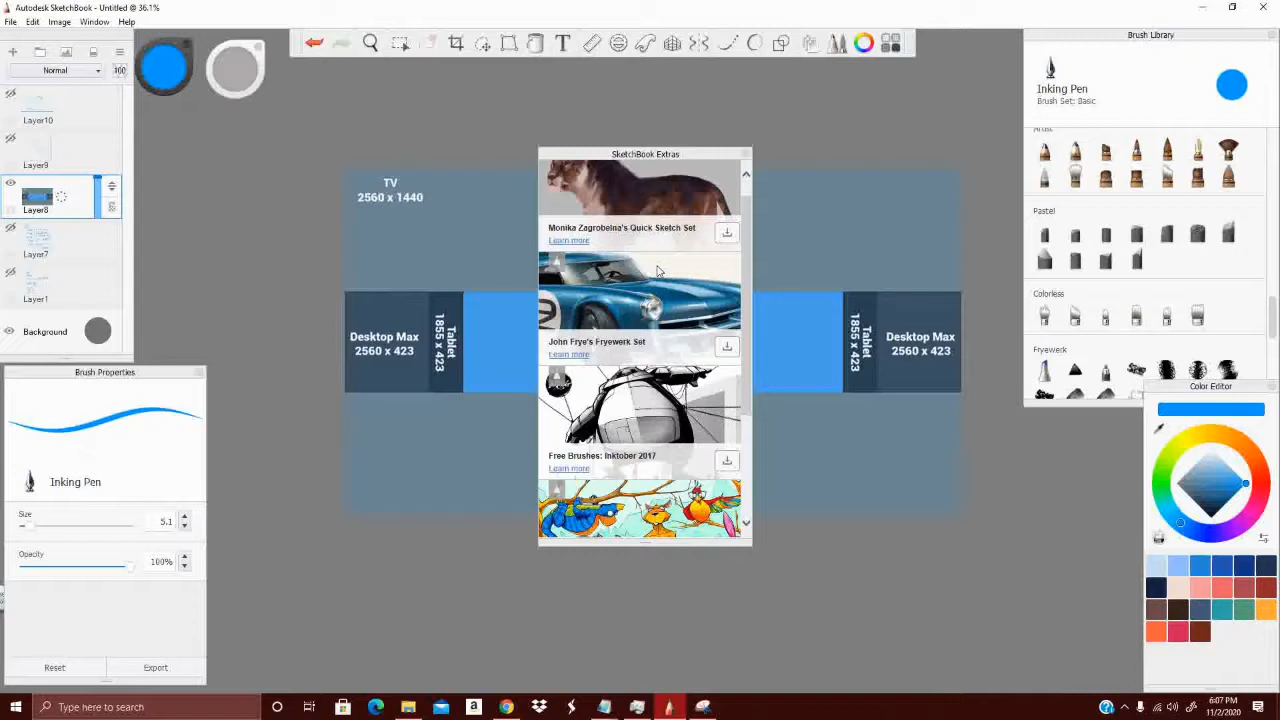 Autodesk SketchBook - Untitled @ 36.1%
File Edit Image Window Help
Normal
100
Layer10
Layer9
Layer8
Layer7
Layer1
Background
Brush Properties
Inking Pen
Size
5.1
Opacity
100%
Reset
Export
TV
2560 x 1440
Desktop Max
2560 x 423
Tablet
1855 x 423
SketchBook Extras
Monika Zagrobelna's Quick Sketch Set
Learn more
John Frye's Fryewerk Set
Learn more
Free Brushes: Inktober 2017
Learn more
Tablet
1855 x 423
Desktop Max
2560 x 423
Brush Library
Inking Pen
Brush Set: Basic
Artist
Pastel
Colorless
Fryewerk
Color Editor
Type here to search
6:07 PM
11/2/2020